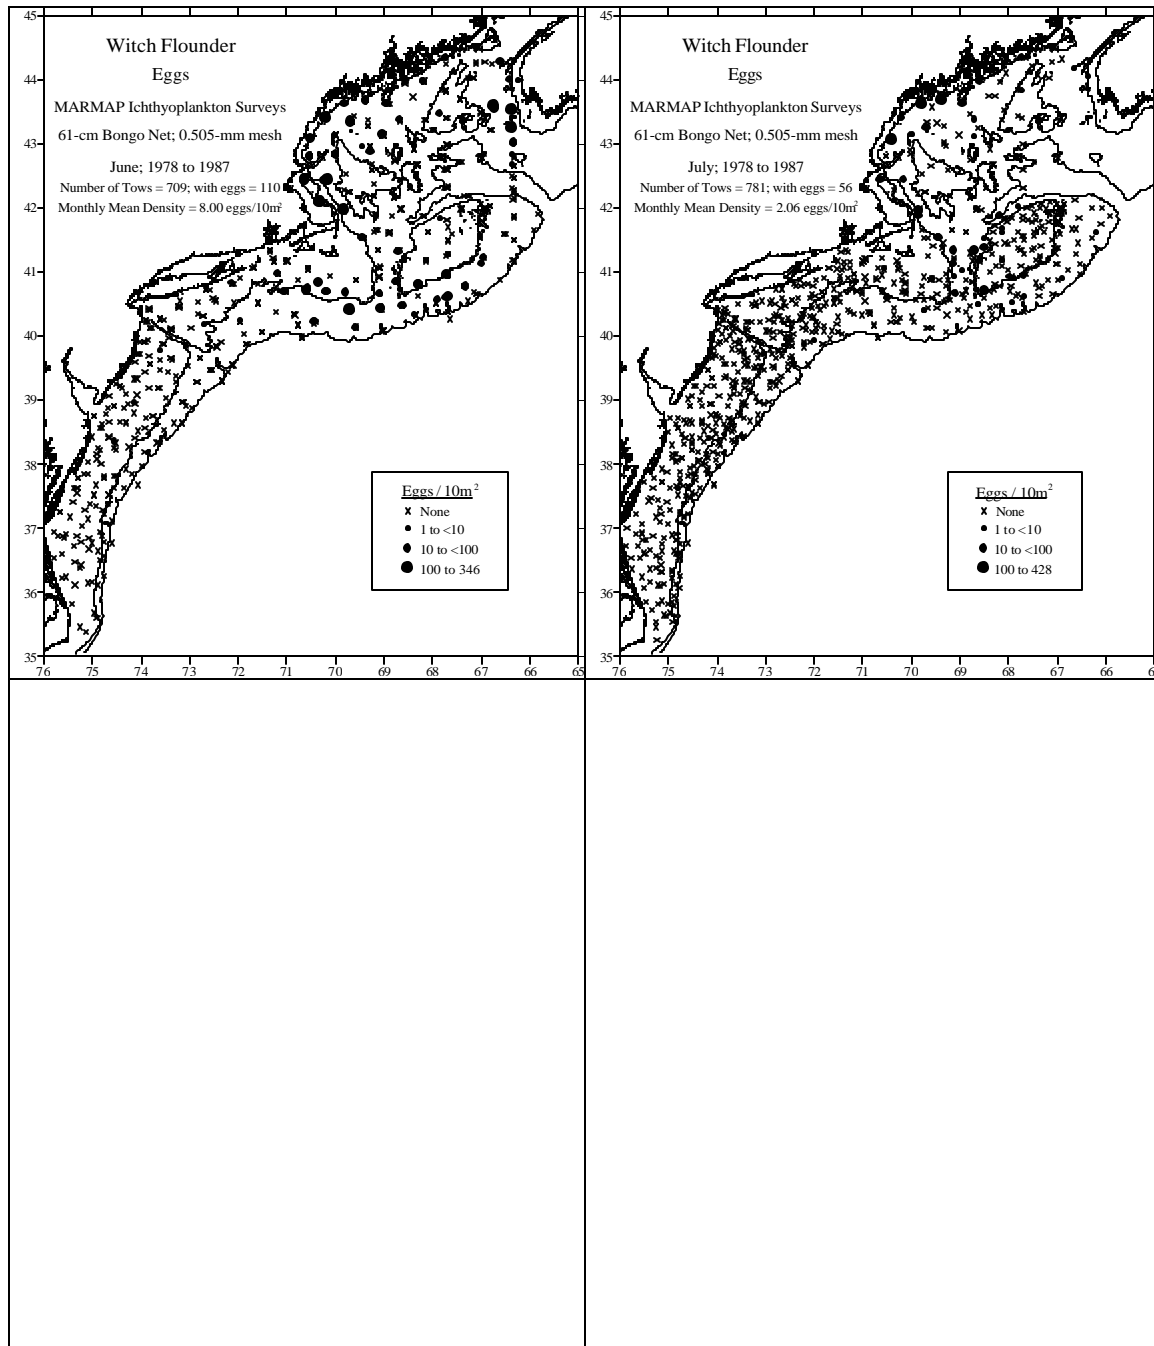 Witch Flounder
Eggs
MARMAP Ichthyoplankton Surveys
61-cm Bongo Net; 0.505-mm mesh
June; 1978 to 1987
Number of Tows = 709; with eggs = 110
Monthly Mean Density = 8.00 eggs/10m²
45
44
43
42
41
40
39
38
37
36
35
76
75
74
73
72
71
70
69
68
67
66
65
Eggs / 10m²
x None
1 to <10
10 to <100
100 to 346
Witch Flounder
Eggs
MARMAP Ichthyoplankton Surveys
61-cm Bongo Net; 0.505-mm mesh
July; 1978 to 1987
Number of Tows = 781; with eggs = 56
Monthly Mean Density = 2.06 eggs/10m²
45
44
43
42
41
40
39
38
37
36
35
76
75
74
73
72
71
70
69
68
67
66
Eggs / 10m²
x None
1 to <10
10 to <100
100 to 428